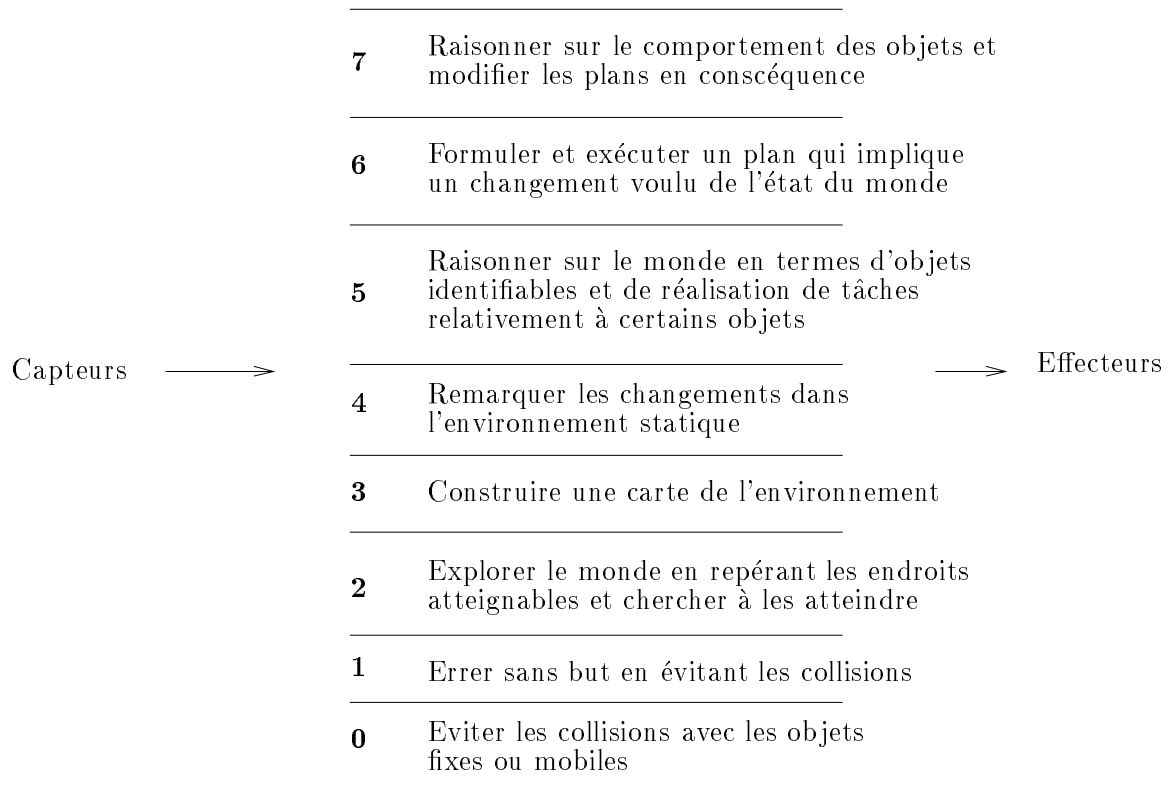 7 Raisonner sur le comportement des objets et
modifier les plans en conscéquence
6 Formuler et exécuter un plan qui implique
un changement voulu de l'état du monde
Raisonner sur le monde en termes d'objets
5 identifiables et de réalisation de tâches
relativement à certains objets
Capteurs
Effecteurs
4 Remarquer les changements dans
l'environnement statique
3 Construire une carte de l'environnement
2 Explorer le monde en repérant les endroits
atteignables et chercher à les atteindre
1 Errer sans but en évitant les collisions
0 Eviter les collisions avec les objets
fixes ou mobiles